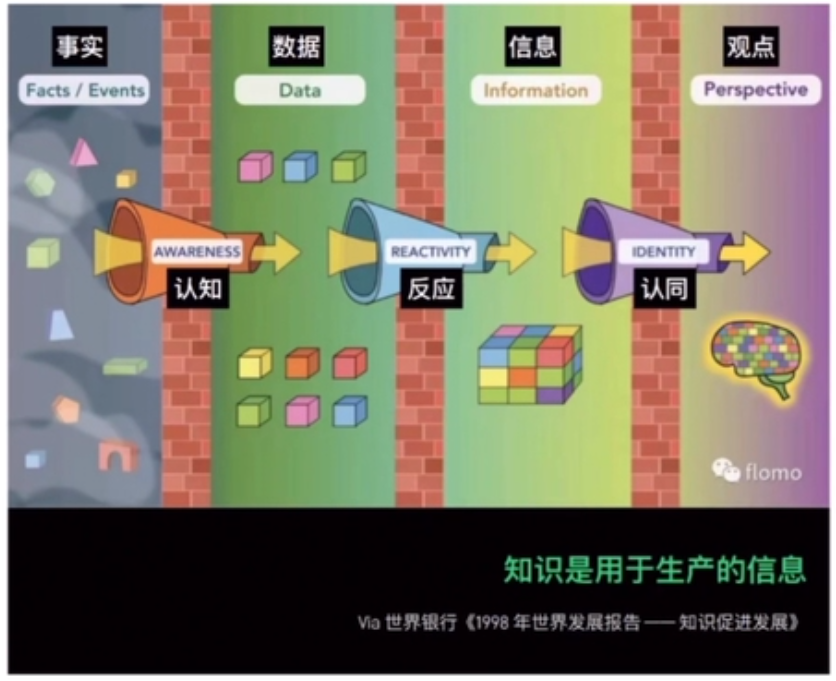 事实
Facts / Events
数据
Data
信息
Information
观点
Perspective
AWARENESS
认知
REACTIVITY
反应
IDENTITY
认同
flomo
知识是用于生产的信息
Via 世界银行《1998 年世界发展报告 —— 知识促进发展》